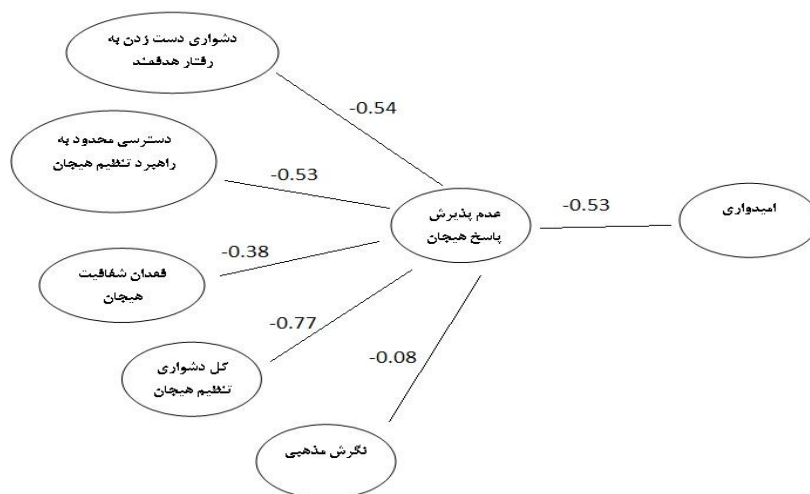 دشواری دست زدن به
رفتار هدفمند
-0.54
دسترسی محدود به
راهبرد تنظیم هیجان
-0.53
عدم پذیرش
پاسخ هیجان
-0.53
امیدواری
-0.38
فقدان شفافیت
هیجان
-0.77
کل دشواری
تنظیم هیجان
-0.08
نگرش مذهبی